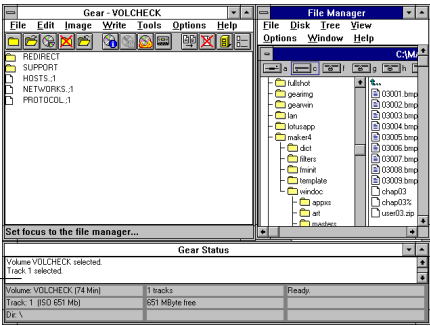 Gear - VOLCHECK
File Edit Image Write Tools Options Help
REDIRECT
SUPPORT
HOSTS.;1
NETWORKS.;1
PROTOCOL.;1
Set focus to the file manager...
File Manager
File Disk Tree View
Options Window Help
C:\MA
a c f g h
fullshot
gearimg
gearwin
lan
lotusapp
maker4
dict
filters
fminit
template
windoc
appxs
art
masters
03001.bmp
03002.bmp
03003.bmp
03004.bmp
03005.bmp
03006.bmp
03007.bmp
03008.bmp
03009.bmp
chap03
chap03%
user03.zip
Gear Status
Volume VOLCHECK selected.
Track 1 selected.
Volume: VOLCHECK (74 Min) 1 tracks Ready.
Track: 1 (ISO 651 Mb) 651 MByte free
Dir: \